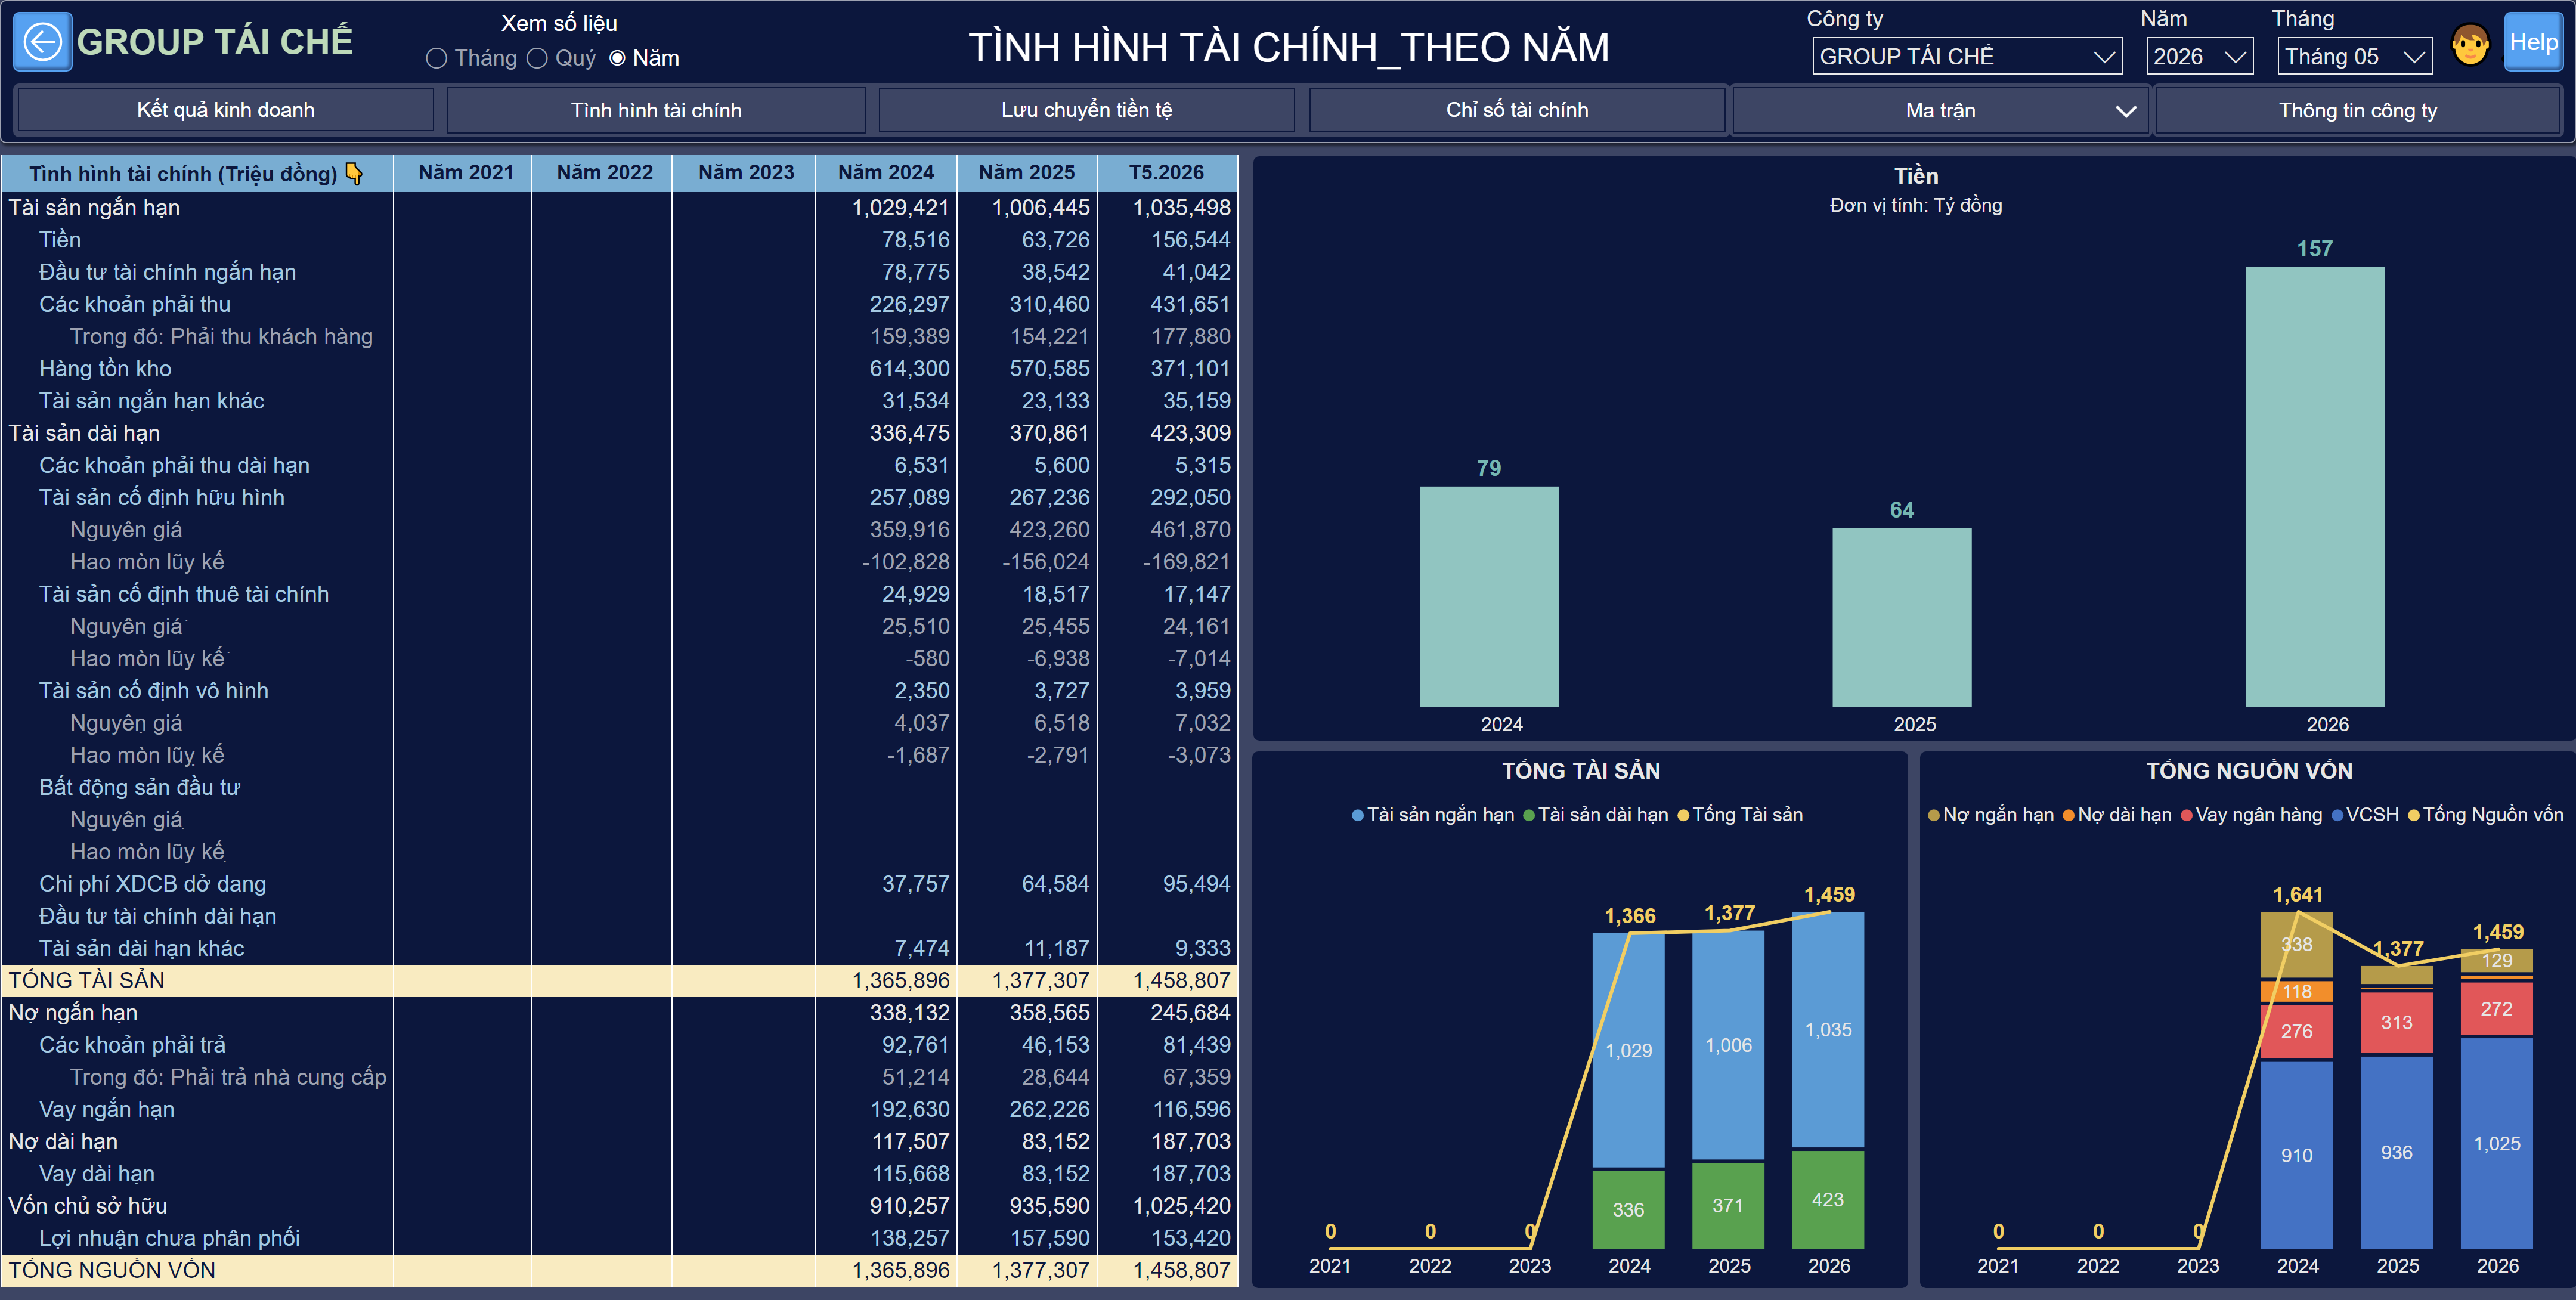 GROUP TÁI CHẾ
Xem số liệu
Tháng Quý Năm
TÌNH HÌNH TÀI CHÍNH_THEO NĂM
Công ty
GROUP TÁI CHẾ
Năm
2026
Tháng
Tháng 05
Help
Kết quả kinh doanh
Tình hình tài chính
Lưu chuyển tiền tệ
Chỉ số tài chính
Ma trận
Thông tin công ty
Tình hình tài chính (Triệu đồng) Năm 2021 Năm 2022 Năm 2023 Năm 2024 Năm 2025 T5.2026
Tài sản ngắn hạn 1,029,421 1,006,445 1,035,498
Tiền 78,516 63,726 156,544
Đầu tư tài chính ngắn hạn 78,775 38,542 41,042
Các khoản phải thu 226,297 310,460 431,651
Trong đó: Phải thu khách hàng 159,389 154,221 177,880
Hàng tồn kho 614,300 570,585 371,101
Tài sản ngắn hạn khác 31,534 23,133 35,159
Tài sản dài hạn 336,475 370,861 423,309
Các khoản phải thu dài hạn 6,531 5,600 5,315
Tài sản cố định hữu hình 257,089 267,236 292,050
Nguyên giá 359,916 423,260 461,870
Hao mòn lũy kế -102,828 -156,024 -169,821
Tài sản cố định thuê tài chính 24,929 18,517 17,147
Nguyên giá 25,510 25,455 24,161
Hao mòn lũy kế -580 -6,938 -7,014
Tài sản cố định vô hình 2,350 3,727 3,959
Nguyên giá 4,037 6,518 7,032
Hao mòn lũy kế -1,687 -2,791 -3,073
Bất động sản đầu tư
Nguyên giá
Hao mòn lũy kế
Chi phí XDCB dở dang 37,757 64,584 95,494
Đầu tư tài chính dài hạn
Tài sản dài hạn khác 7,474 11,187 9,333
TỔNG TÀI SẢN 1,365,896 1,377,307 1,458,807
Nợ ngắn hạn 338,132 358,565 245,684
Các khoản phải trả 92,761 46,153 81,439
Trong đó: Phải trả nhà cung cấp 51,214 28,644 67,359
Vay ngắn hạn 192,630 262,226 116,596
Nợ dài hạn 117,507 83,152 187,703
Vay dài hạn 115,668 83,152 187,703
Vốn chủ sở hữu 910,257 935,590 1,025,420
Lợi nhuận chưa phân phối 138,257 157,590 153,420
TỔNG NGUỒN VỐN 1,365,896 1,377,307 1,458,807
Tiền
Đơn vị tính: Tỷ đồng
157
79
64
2024 2025 2026
TỔNG TÀI SẢN
Tài sản ngắn hạn Tài sản dài hạn Tổng Tài sản
1,366 1,377 1,459
1,029 1,006 1,035
336 371 423
0 0 0
2021 2022 2023 2024 2025 2026
TỔNG NGUỒN VỐN
Nợ ngắn hạn Nợ dài hạn Vay ngân hàng VCSH Tổng Nguồn vốn
1,641 1,377 1,459
338 129
118
276 313 272
910 936 1,025
0 0 0
2021 2022 2023 2024 2025 2026